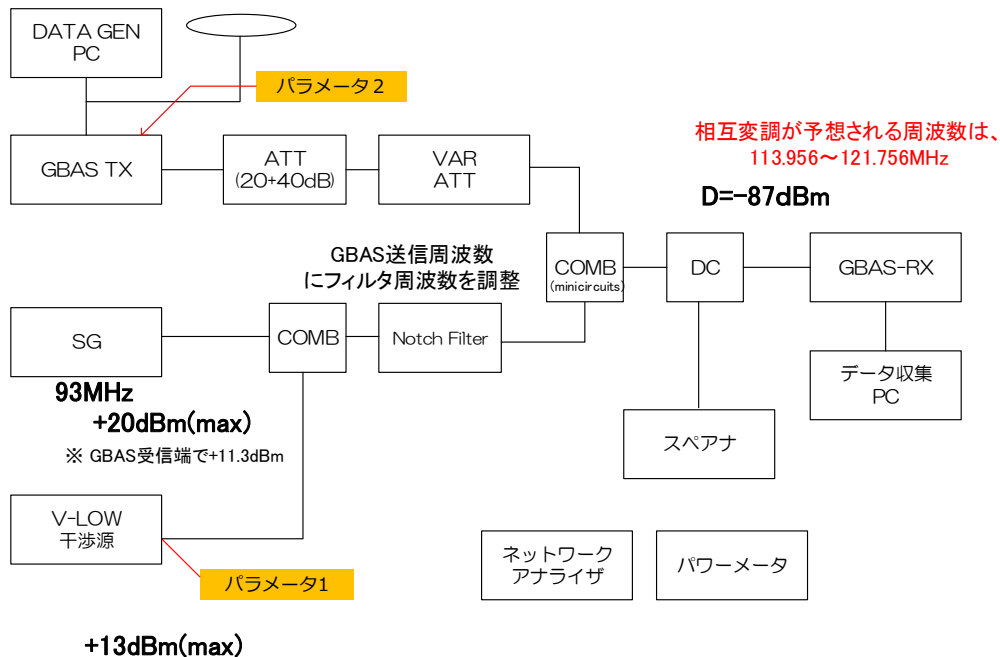 DATA GEN
PC
パラメータ2
GBAS TX
ATT
(20+40dB)
VAR
ATT
相互変調が予想される周波数は、
113.956～121.756MHz
D=-87dBm
GBAS送信周波数
にフィルタ周波数を調整
COMB
(minicircuits)
DC
GBAS-RX
SG
COMB
Notch Filter
93MHz
+20dBm(max)
※ GBAS受信端で+11.3dBm
データ収集
PC
スペアナ
V-LOW
干渉源
パラメータ1
ネットワーク
アナライザ
パワーメータ
+13dBm(max)